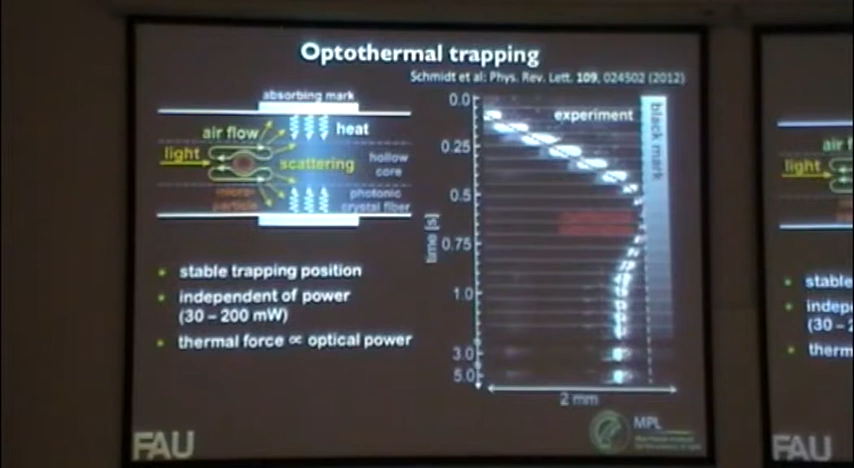 Optothermal trapping
Schmidt et al: Phys. Rev. Lett. 109, 024502 (2012)
absorbing mark
air flow
heat
light
scattering
hollow
core
micro-
particle
photonic
crystal fiber
stable trapping position
independent of power
(30 – 200 mW)
thermal force ∝ optical power
experiment
black mark
time [s]
0.0
0.25
0.5
0.75
1.0
3.0
5.0
2 mm
MPL
FAU
air f
light
stable
indep
(30 – 2
therm
FAU